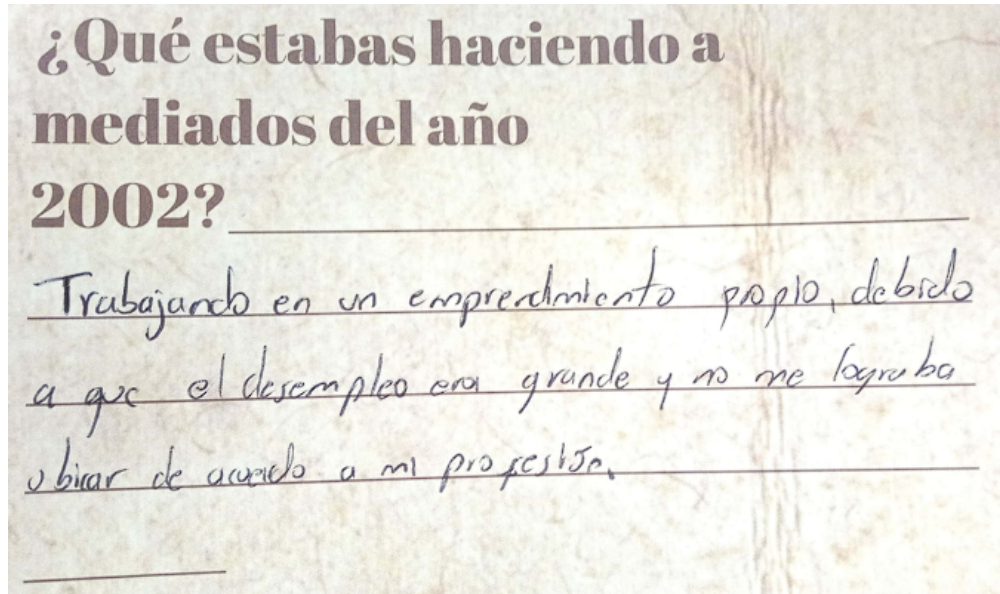 ¿Qué estabas haciendo a
mediados del año
2002?
Trabajando en un emprendimiento propio, debido
a que el desempleo era grande y no me lograba
ubicar de acuerdo a mi profesión.